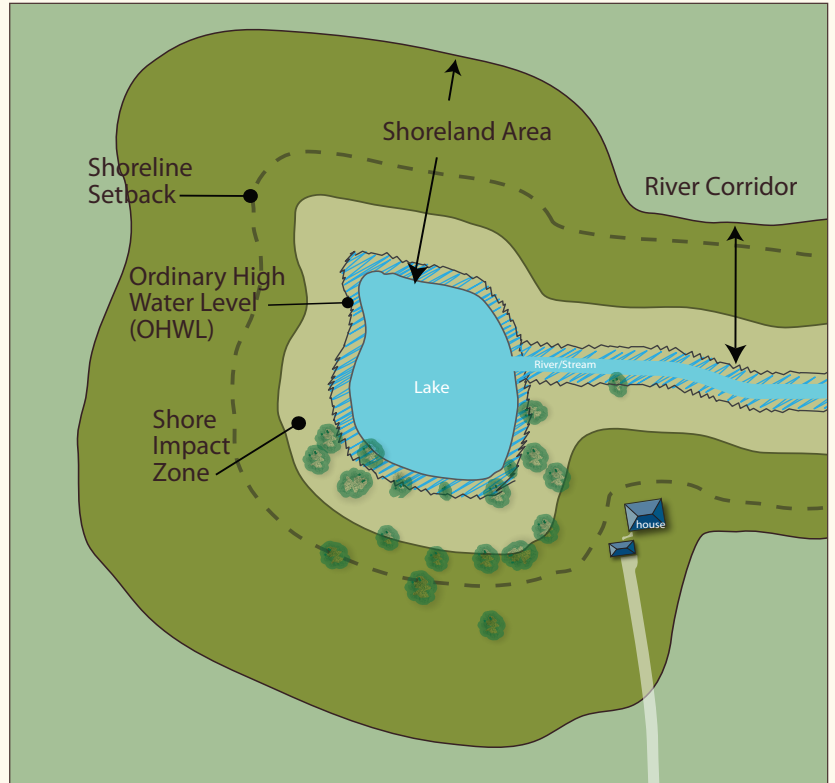 Shoreland Area
Shoreline
Setback
River Corridor
Ordinary High
Water Level
(OHWL)
River/Stream
Lake
Shore
Impact
Zone
house